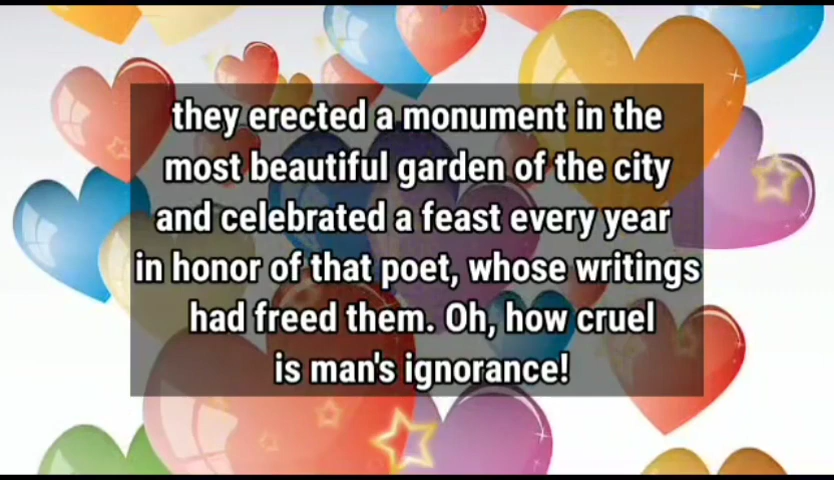 they erected a monument in the
most beautiful garden of the city
and celebrated a feast every year
in honor of that poet, whose writings
had freed them. Oh, how cruel
is man's ignorance!